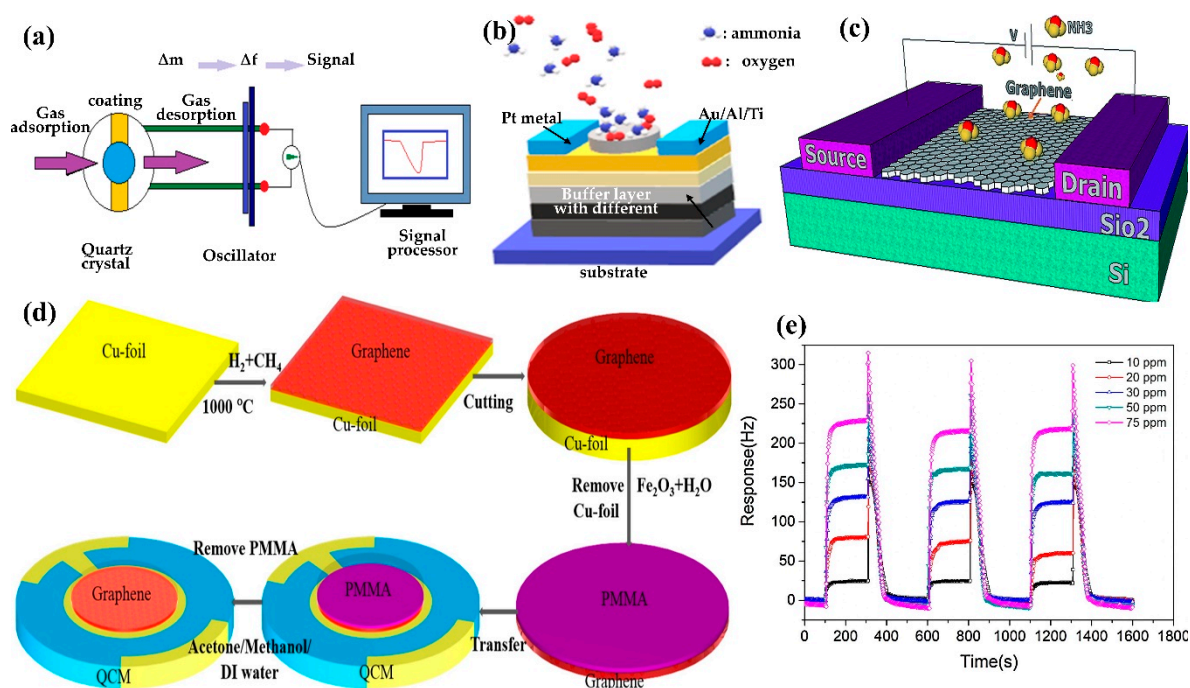 (a)
Δm
Δf
Signal
coating
Gas
adsorption
Gas
desorption
Quartz
crystal
Oscillator
Signal
processor
(b)
: ammonia
: oxygen
Pt metal
Au/Al/Ti
Buffer layer
with different
substrate
(c)
V
NH3
Graphene
Source
Drain
Sio2
Si
(d)
Cu-foil
H₂+CH₄
1000 °C
Graphene
Cu-foil
Cutting
Graphene
Cu-foil
Remove
Cu-foil
Fe₂O₃+H₂O
PMMA
Graphene
Transfer
PMMA
QCM
Remove PMMA
Acetone/Methanol/
DI water
Graphene
QCM
(e)
Response(Hz)
300
250
200
150
100
50
0
10 ppm
20 ppm
30 ppm
50 ppm
75 ppm
0 200 400 600 800 1000 1200 1400 1600 1800
Time(s)